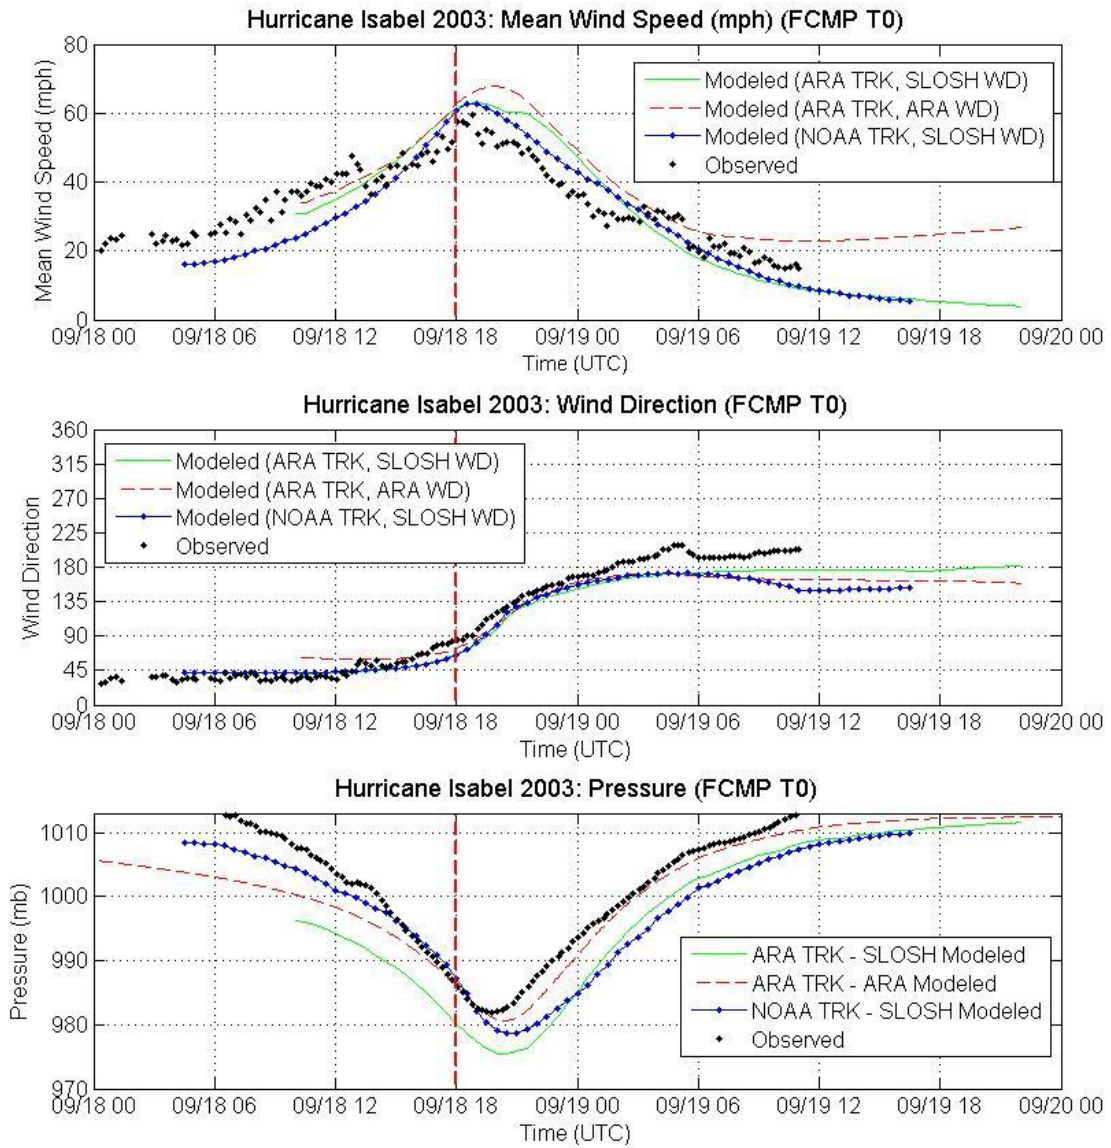 Hurricane Isabel 2003: Mean Wind Speed (mph) (FCMP T0)
Mean Wind Speed (mph)
80
60
40
20
0
Modeled (ARA TRK, SLOSH WD)
Modeled (ARA TRK, ARA WD)
Modeled (NOAA TRK, SLOSH WD)
Observed
09/18 00 09/18 06 09/18 12 09/18 18 09/19 00 09/19 06 09/19 12 09/19 18 09/20 00
Time (UTC)
Hurricane Isabel 2003: Wind Direction (FCMP T0)
Wind Direction
360
315
270
225
180
135
90
45
0
Modeled (ARA TRK, SLOSH WD)
Modeled (ARA TRK, ARA WD)
Modeled (NOAA TRK, SLOSH WD)
Observed
09/18 00 09/18 06 09/18 12 09/18 18 09/19 00 09/19 06 09/19 12 09/19 18 09/20 00
Time (UTC)
Hurricane Isabel 2003: Pressure (FCMP T0)
Pressure (mb)
1010
1000
990
980
970
ARA TRK - SLOSH Modeled
ARA TRK - ARA Modeled
NOAA TRK - SLOSH Modeled
Observed
09/18 00 09/18 06 09/18 12 09/18 18 09/19 00 09/19 06 09/19 12 09/19 18 09/20 00
Time (UTC)